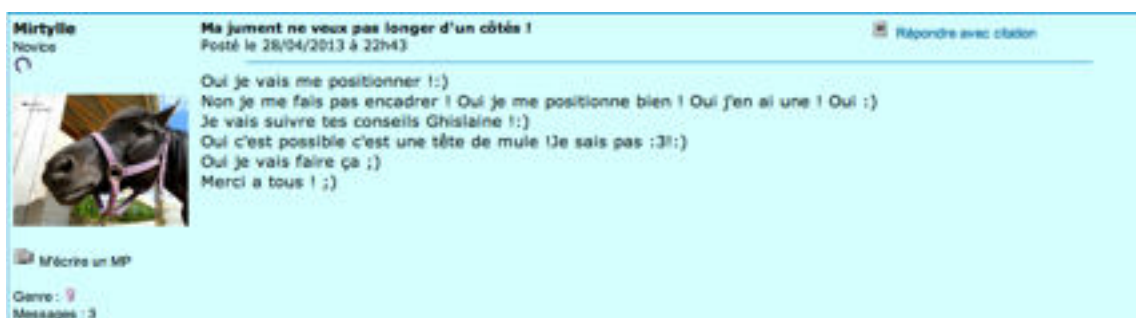 Mirtylle
Novice
Ma jument ne veux pas longer d'un côtés !
Posté le 28/04/2013 à 22h43
Répondre avec citation
Oui je vais me positionner !:)
Non je me fais pas encadrer ! Oui je me positionne bien ! Oui j'en ai une ! Oui :)
Je vais suivre tes conseils Ghislaine !:)
Oui c'est possible c'est une tête de mule !Je sais pas :3!:)
Oui je vais faire ça ;)
Merci a tous ! ;)
M'écrire un MP
Genre :
Messages : 3